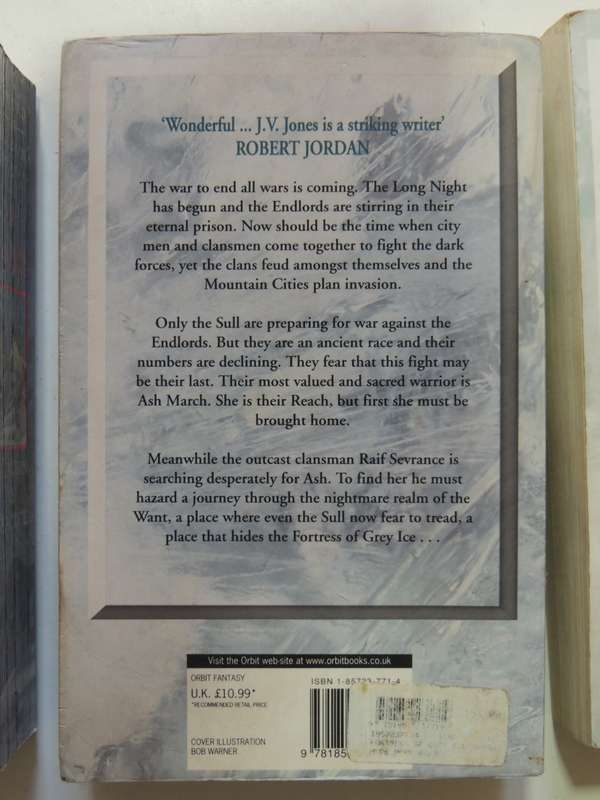 'Wonderful ... J.V. Jones is a striking writer'
ROBERT JORDAN
The war to end all wars is coming. The Long Night
has begun and the Endlords are stirring in their
eternal prison. Now should be the time when city
men and clansmen come together to fight the dark
forces, yet the clans feud amongst themselves and the
Mountain Cities plan invasion.
Only the Sull are preparing for war against the
Endlords. But they are an ancient race and their
numbers are declining. They fear that this fight may
be their last. Their most valued and sacred warrior is
Ash March. She is their Reach, but first she must be
brought home.
Meanwhile the outcast clansman Raif Sevrance is
searching desperately for Ash. To find her he must
hazard a journey through the nightmare realm of the
Want, a place where even the Sull now fear to tread, a
place that hides the Fortress of Grey Ice . . .
Visit the Orbit web-site at www.orbitbooks.co.uk
ORBIT FANTASY
U.K. £10.99*
*RECOMMENDED RETAIL PRICE
COVER ILLUSTRATION
BOB WARNER
ISBN 1-85723-771-4
9 78185